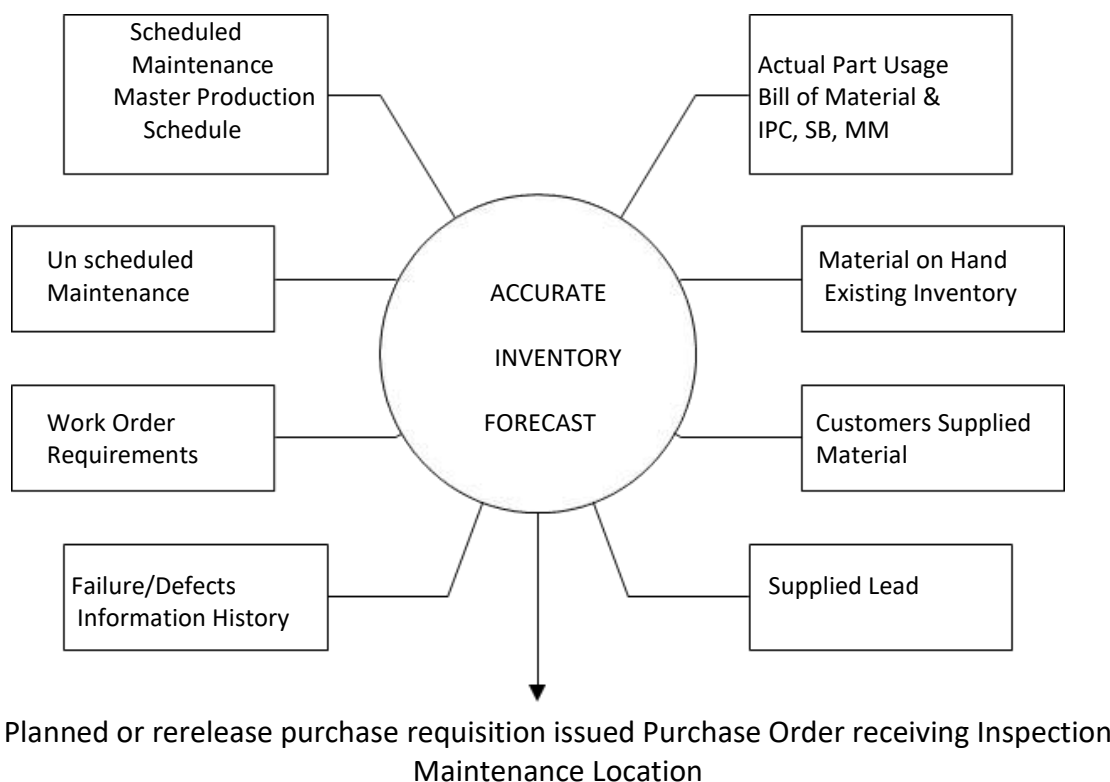 Scheduled
Maintenance
Master Production
Schedule
Actual Part Usage
Bill of Material &
IPC, SB, MM
Un scheduled
Maintenance
ACCURATE
INVENTORY
FORECAST
Material on Hand
Existing Inventory
Work Order
Requirements
Customers Supplied
Material
Failure/Defects
Information History
Supplied Lead
Planned or rerelease purchase requisition issued Purchase Order receiving Inspection
Maintenance Location